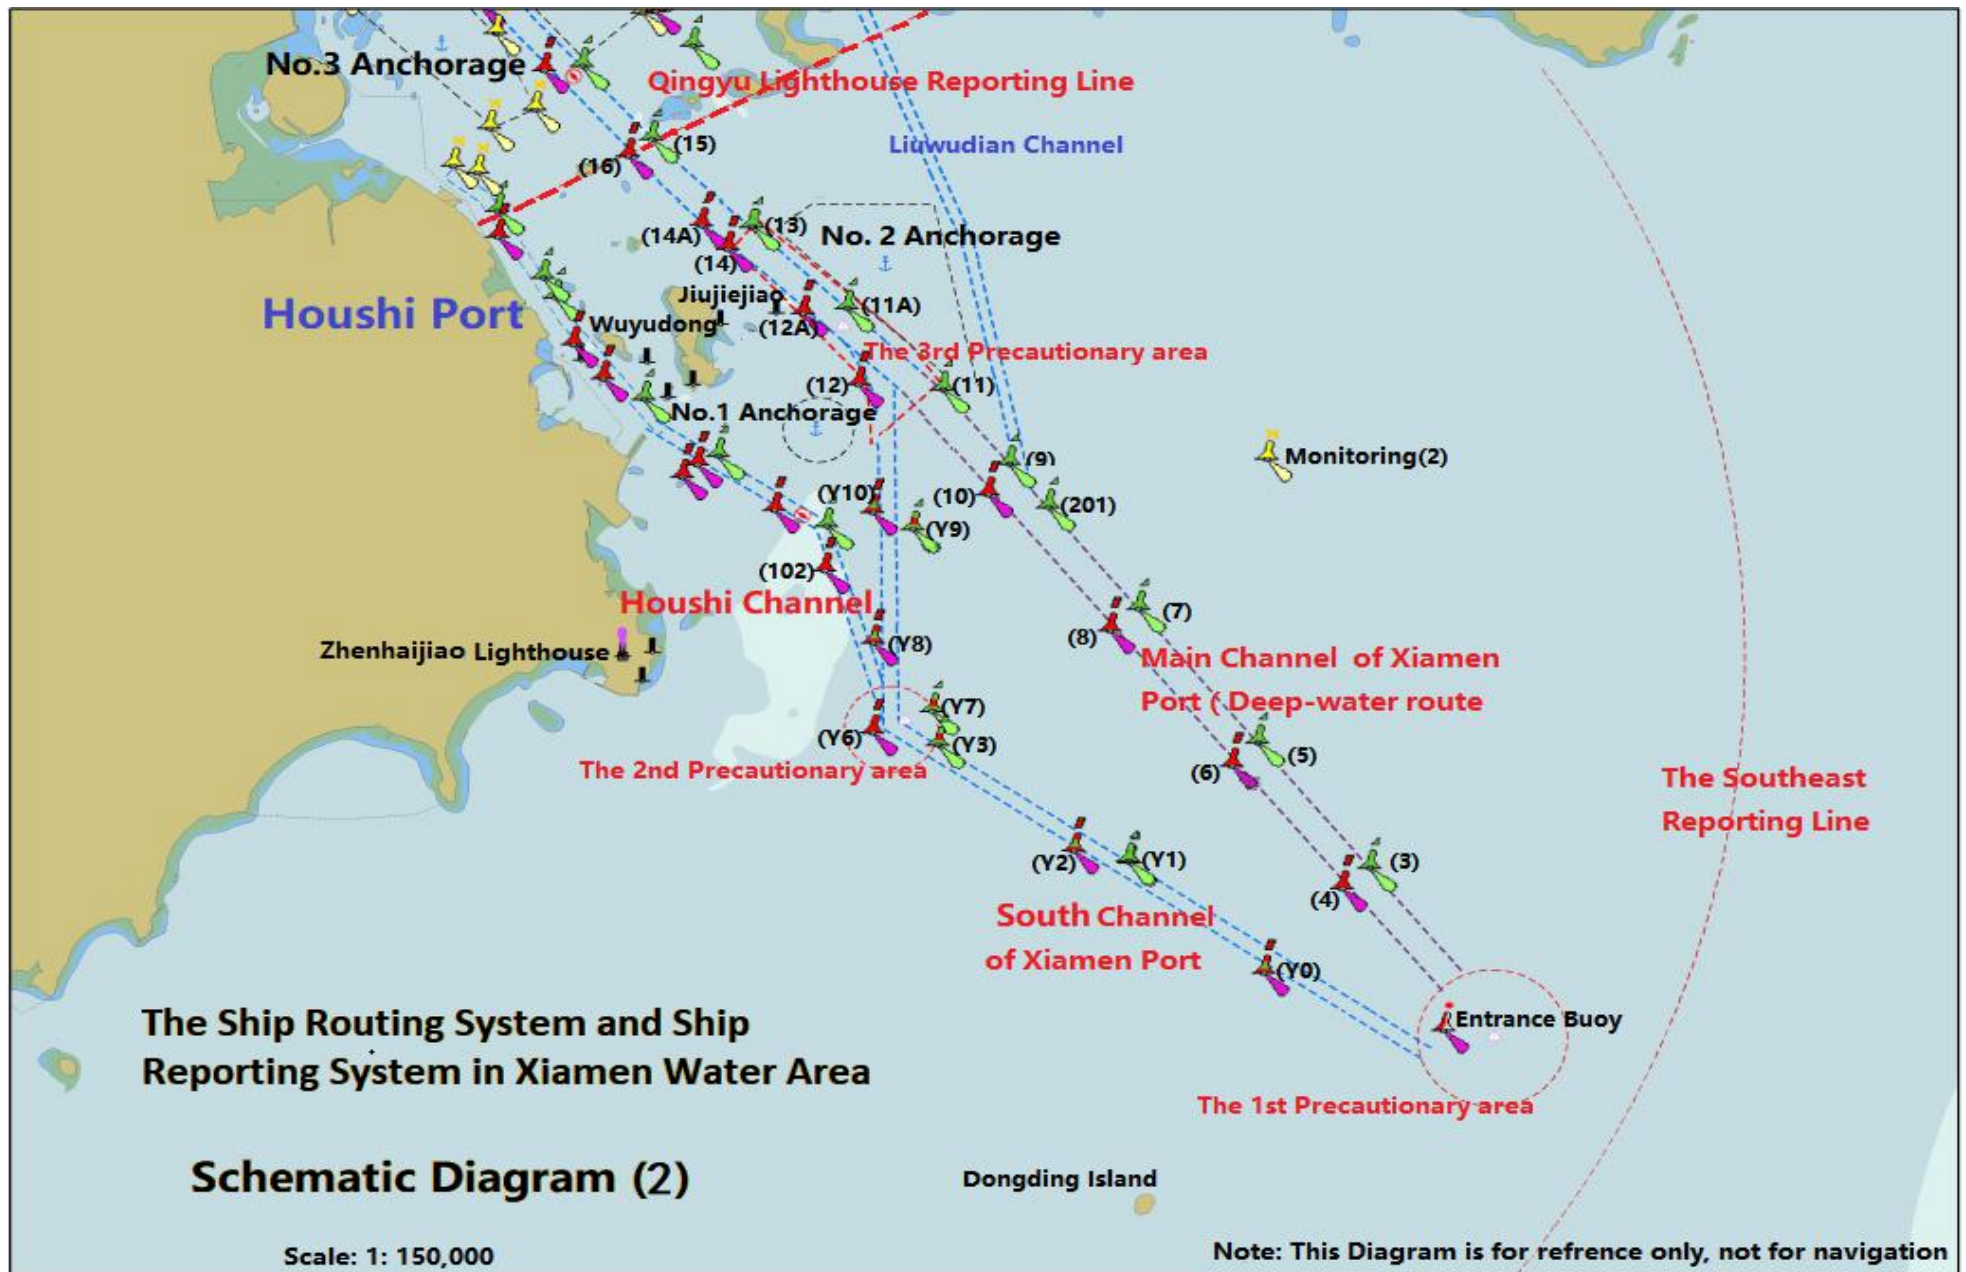 No.3 Anchorage
Qingyu Lighthouse Reporting Line
(15)
Liuwudian Channel
(16)
(13)
(14A)
No. 2 Anchorage
(14)
Jiujiejiao
(11A)
Houshi Port
Wuyudong
(12A)
The 3rd Precautionary area
(12)
(11)
No.1 Anchorage
(9)
Monitoring(2)
(Y10)
(10)
(201)
(Y9)
(102)
Houshi Channel
(7)
(8)
(Y8)
Zhenhaijiao Lighthouse
Main Channel of Xiamen
Port ( Deep-water route
(Y7)
(Y6)
(Y3)
(5)
The 2nd Precautionary area
(6)
The Southeast
Reporting Line
(Y2)
(Y1)
(3)
(4)
South Channel
of Xiamen Port
(Y0)
The Ship Routing System and Ship
Reporting System in Xiamen Water Area
Entrance Buoy
The 1st Precautionary area
Schematic Diagram (2)
Dongding Island
Scale: 1: 150,000
Note: This Diagram is for refrence only, not for navigation